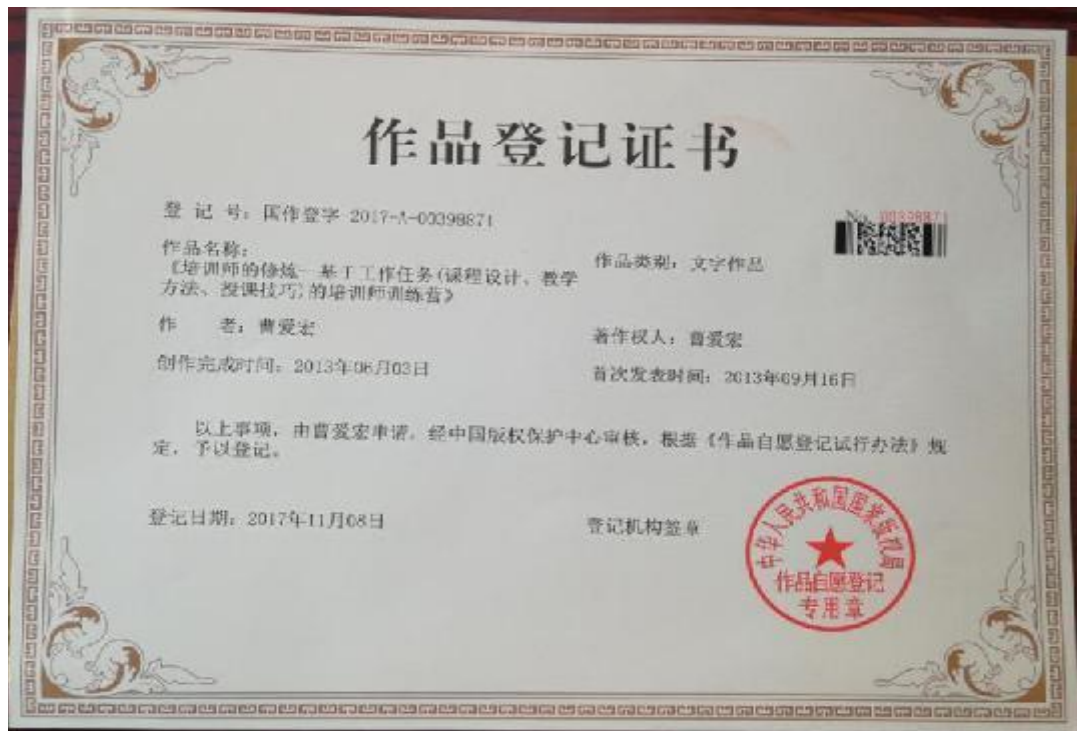 作品登记证书
登 记 号：国作登字-2017-A-00398871
No. 00398871
作品名称：
《培训师的修炼—基于工作任务(课程设计、教学
方法、授课技巧)的培训师训练营》
作品类别：文字作品
作 者：曹爱宏
著作权人：曹爱宏
创作完成时间：2013年06月03日
首次发表时间：2013年09月16日
以上事项，由曹爱宏申请，经中国版权保护中心审核，根据《作品自愿登记试行办法》规
定，予以登记。
登记日期：2017年11月08日
登记机构签章
中华人民共和国国家版权局
作品自愿登记
专用章